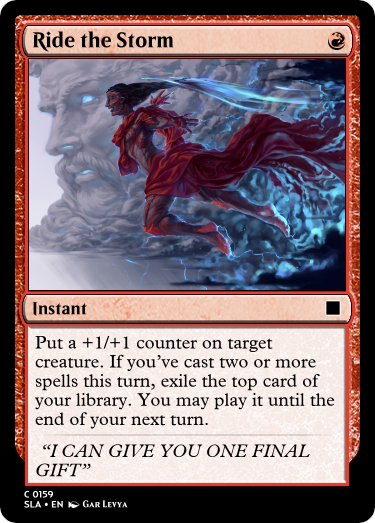 Ride the Storm
Instant
Put a +1/+1 counter on target
creature. If you've cast two or more
spells this turn, exile the top card of
your library. You may play it until the
end of your next turn.
"I CAN GIVE YOU ONE FINAL
GIFT"
C 0159
SLA • EN Gar Levya